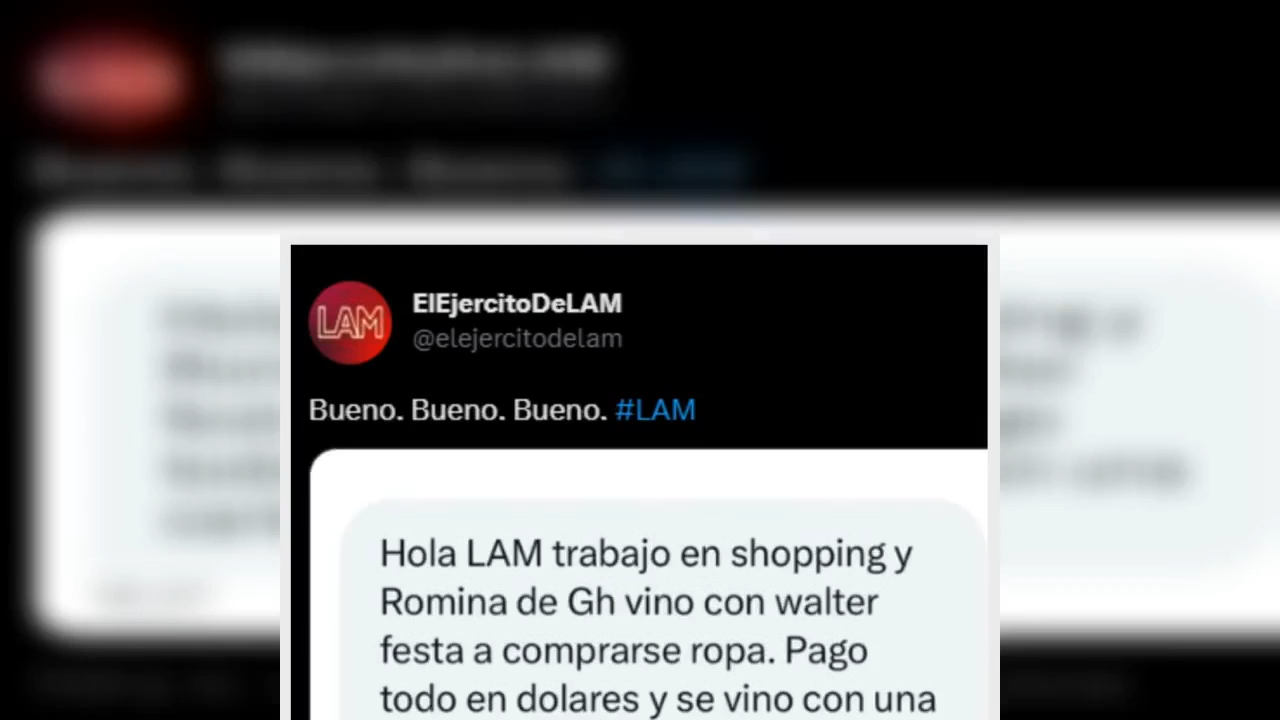 LAM
ElEjercitoDeLAM
@elejercitodelam
Bueno. Bueno. Bueno. #LAM
Hola LAM trabajo en shopping y
Romina de Gh vino con walter
festa a comprarse ropa. Pago
todo en dolares y se vino con una